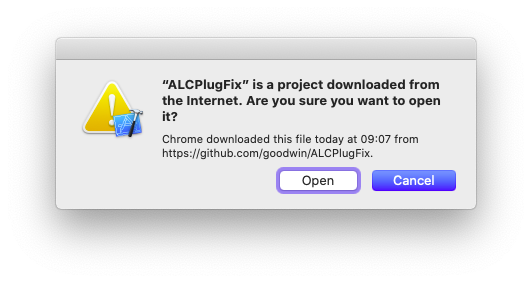 “ALCPlugFix” is a project downloaded from
the Internet. Are you sure you want to open
it?
Chrome downloaded this file today at 09:07 from
https://github.com/goodwin/ALCPlugFix.
Open
Cancel